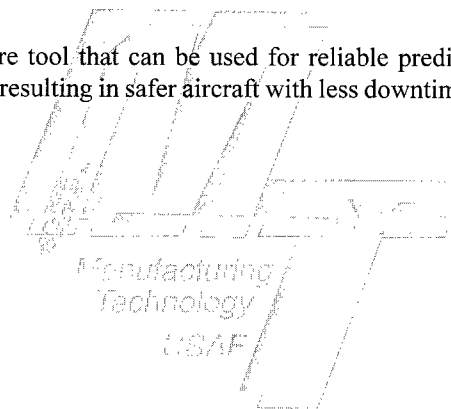 re tool that can be used for reliable predi
resulting in safer aircraft with less downtim
Manufacturing
Technology
USAF